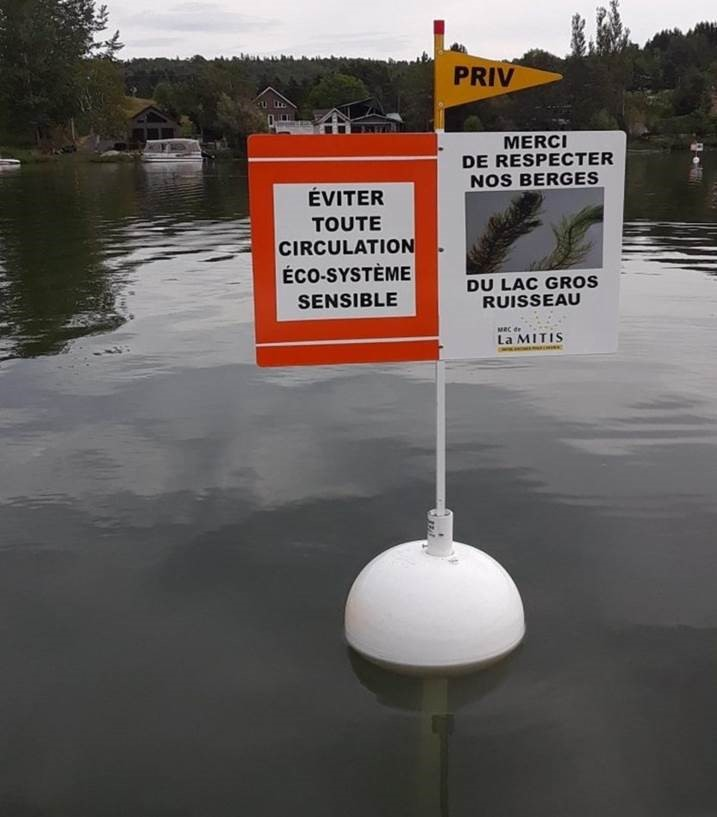 PRIV
ÉVITER
TOUTE
CIRCULATION
ÉCO-SYSTÈME
SENSIBLE
MERCI
DE RESPECTER
NOS BERGES
DU LAC GROS
RUISSEAU
MRC de
La MITIS